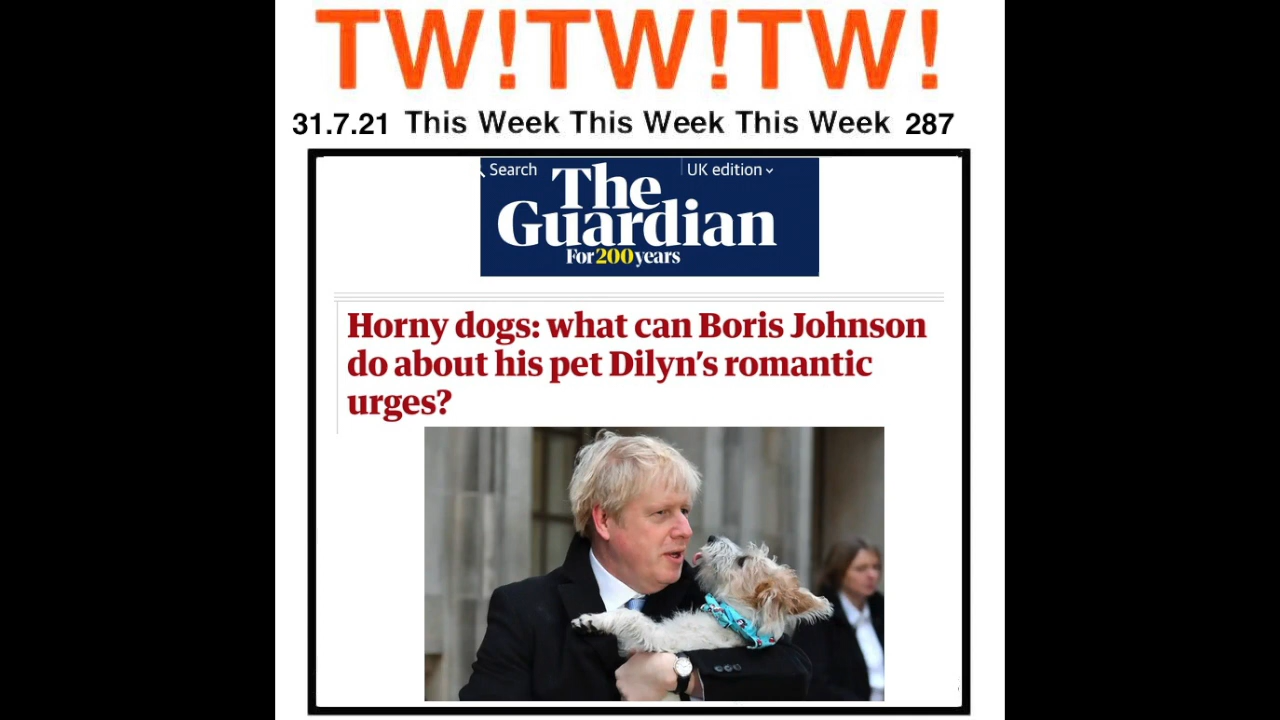 TW!TW!TW!
31.7.21 This Week This Week This Week 287
Search UK edition
The
Guardian
For 200 years
Horny dogs: what can Boris Johnson
do about his pet Dilyn's romantic
urges?